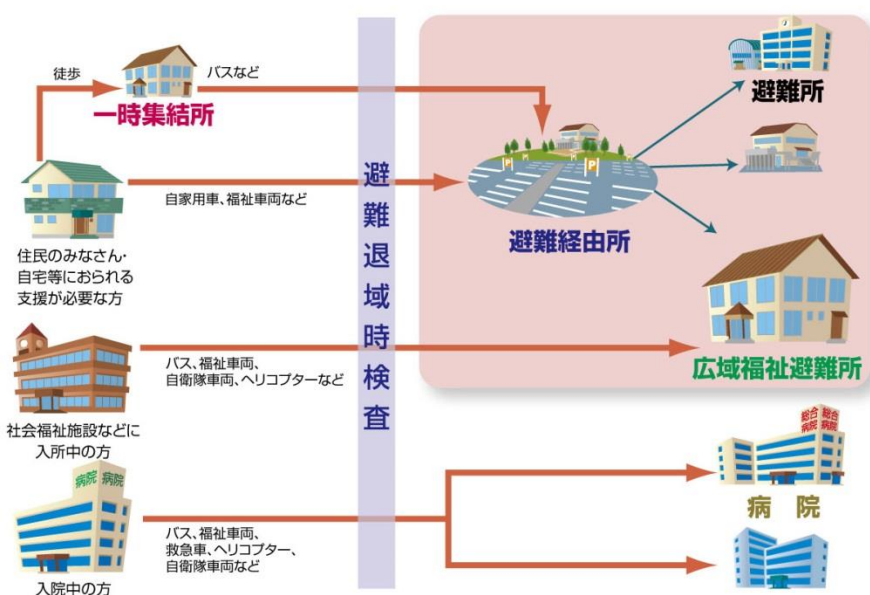 徒歩
バスなど
一時集結所
避難所
自家用車、福祉車両など
避難経由所
住民のみなさん・
自宅等におられる
支援が必要な方
避難退域時検査
バス、福祉車両、
自衛隊車両、ヘリコプターなど
広域福祉避難所
社会福祉施設などに
入所中の方
総合 総合
病院 病院
病院 病院
病 院
バス、福祉車両、
救急車、ヘリコプター、
自衛隊車両など
入院中の方
P
P